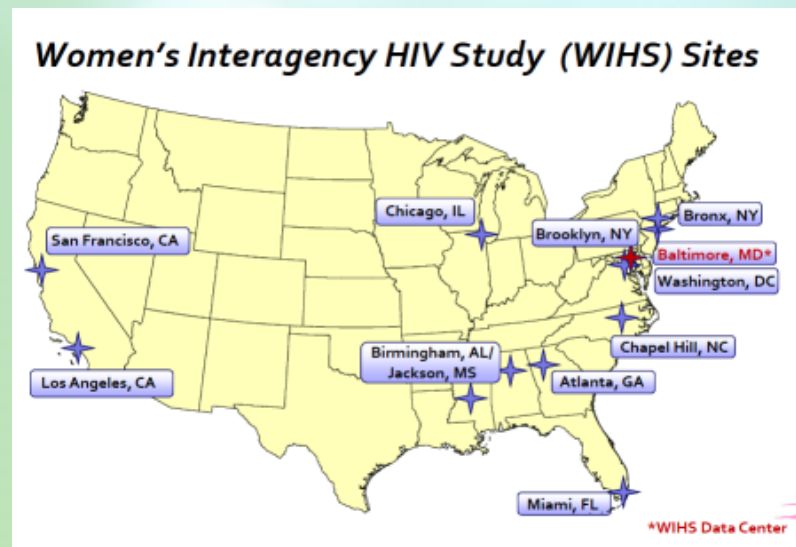 Women's Interagency HIV Study (WIHS) Sites
Chicago, IL
Bronx, NY
San Francisco, CA
Brooklyn, NY
Baltimore, MD*
Washington, DC
Chapel Hill, NC
Birmingham, AL/
Jackson, MS
Los Angeles, CA
Atlanta, GA
Miami, FL
*WIHS Data Center